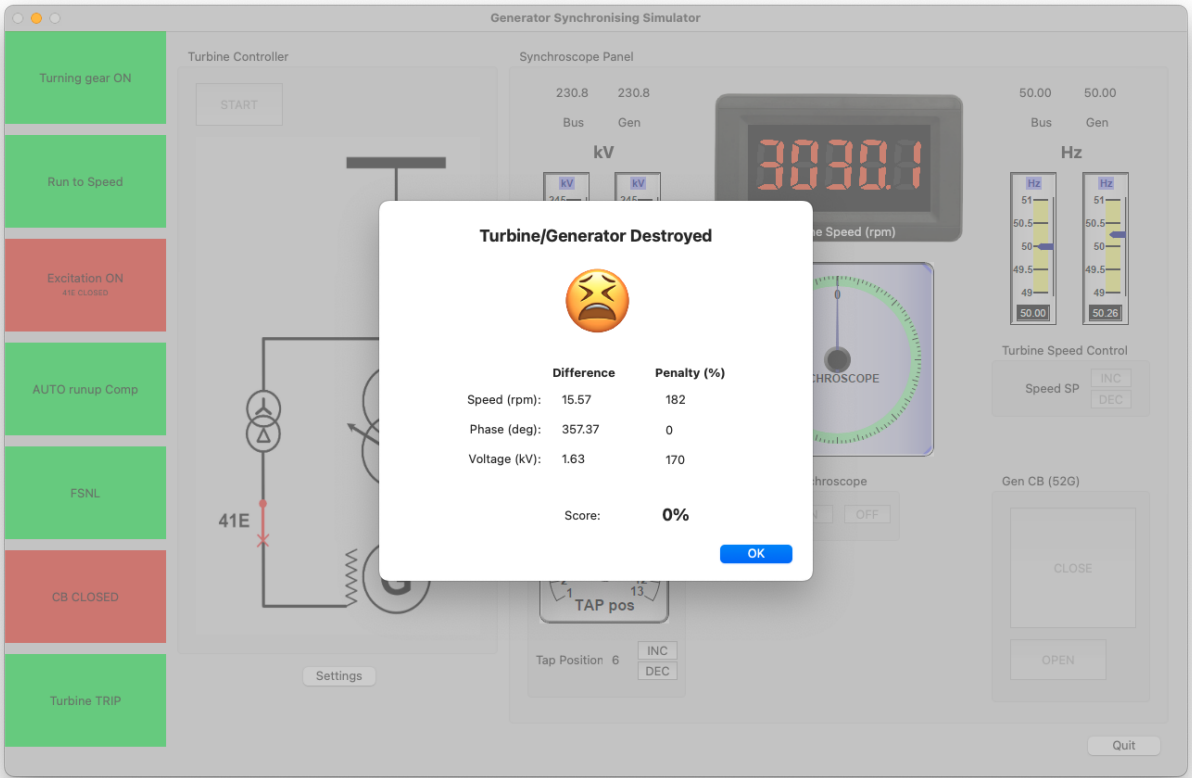 Generator Synchronising Simulator
Turning gear ON
Run to Speed
Excitation ON
41E CLOSED
AUTO runup Comp
FSNL
CB CLOSED
Turbine TRIP
Turbine Controller
START
41E
G
Settings
Synchroscope Panel
230.8 230.8
Bus Gen
kV
kV kV
245 245
3030.1
ne Speed (rpm)
50.00 50.00
Bus Gen
Hz
Hz Hz
51 51
50.5 50.5
50 50
49.5 49.5
49 49
50.00 50.26
0
CHROSCOPE
Turbine Speed Control
Speed SP
INC
DEC
Turbine/Generator Destroyed
Difference Penalty (%)
Speed (rpm): 15.57 182
Phase (deg): 357.37 0
Voltage (kV): 1.63 170
Score: 0%
OK
chroscope
N OFF
Gen CB (52G)
CLOSE
OPEN
2 12
1 13
TAP pos
Tap Position 6
INC
DEC
Quit